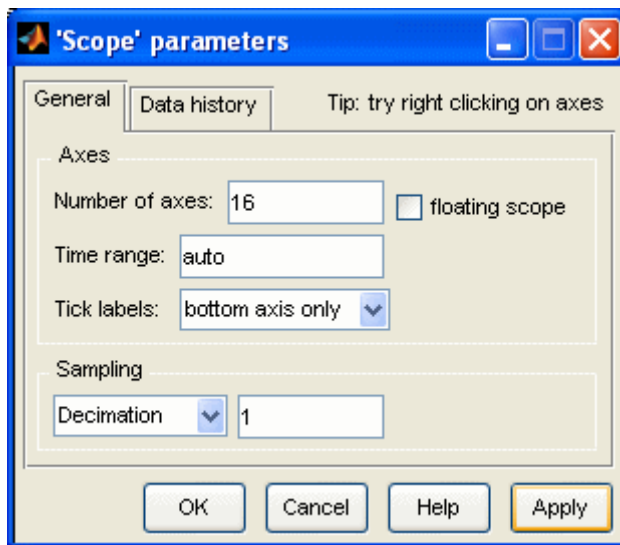 'Scope' parameters
General Data history Tip: try right clicking on axes
Axes
Number of axes: 16 floating scope
Time range: auto
Tick labels: bottom axis only
Sampling
Decimation 1
OK Cancel Help Apply